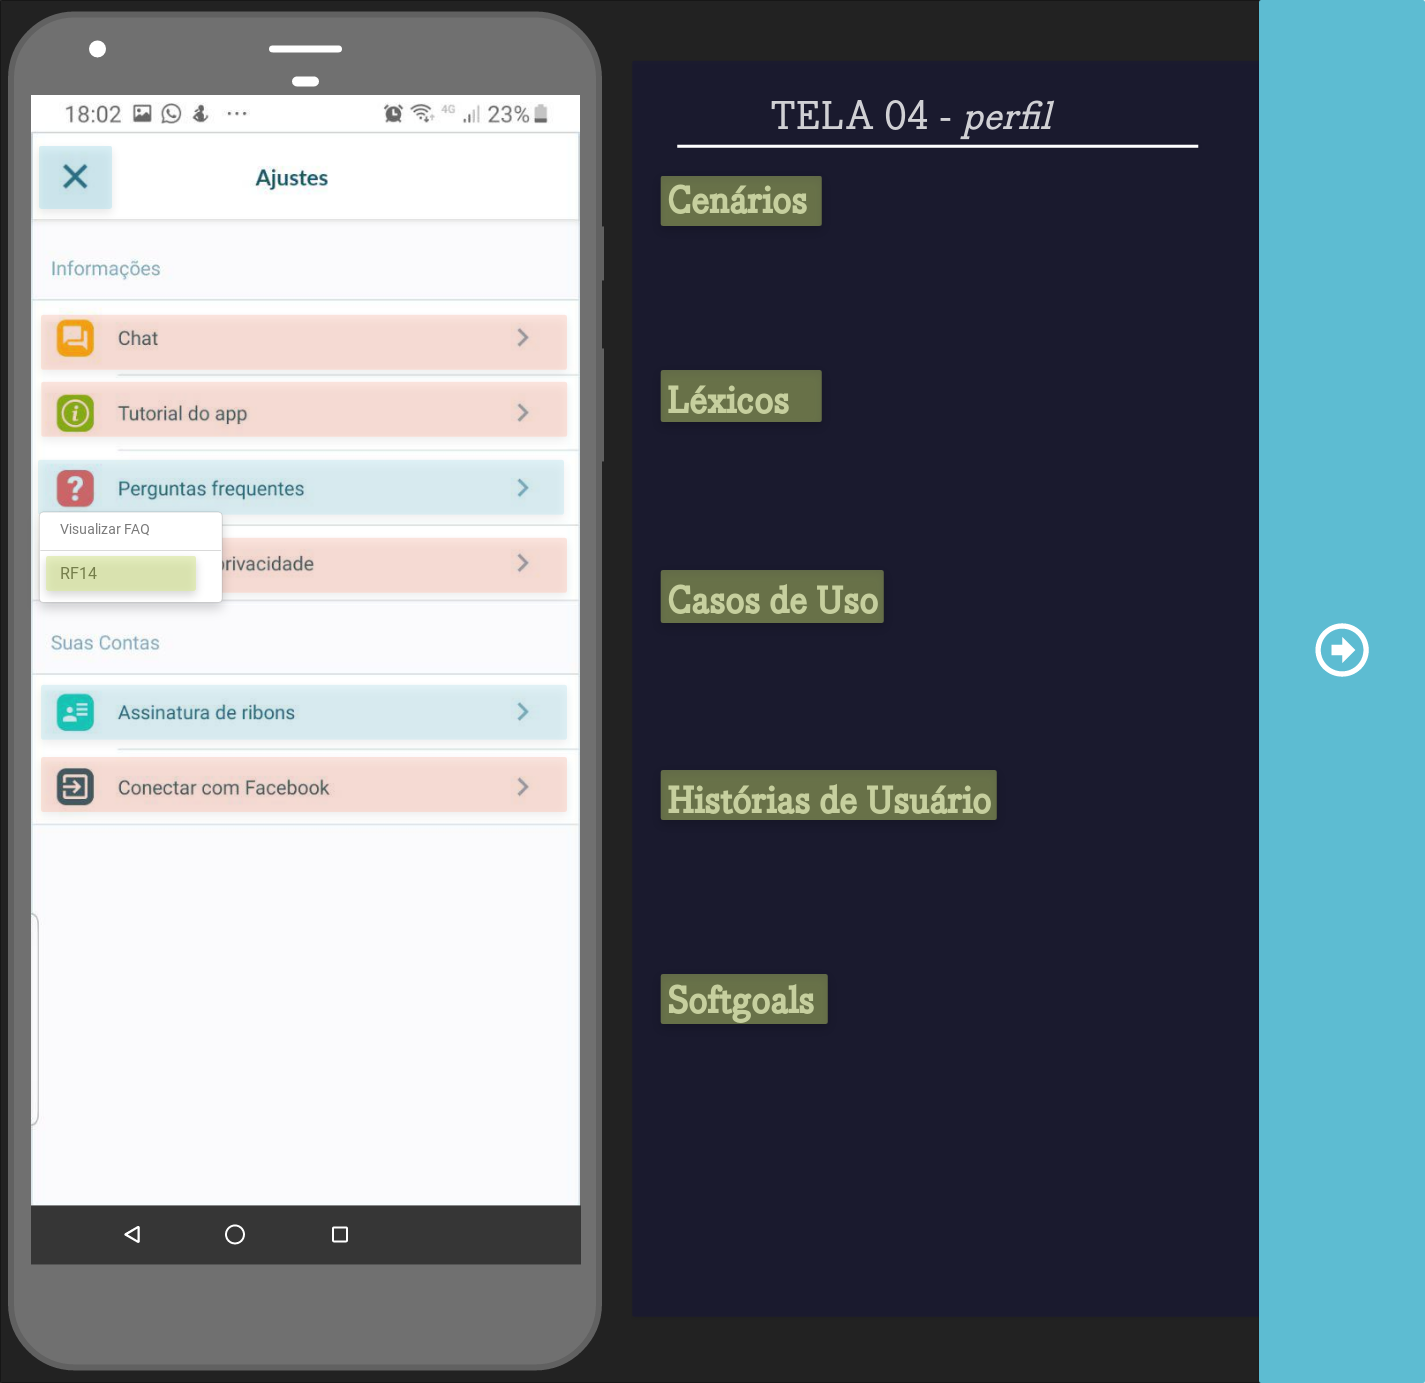 18:02
4G
23%
Ajustes
Informações
Chat
Tutorial do app
Perguntas frequentes
Visualizar FAQ
rivacidade
RF14
Suas Contas
Assinatura de ribons
Conectar com Facebook
TELA 04 - perfil
Cenários
Léxicos
Casos de Uso
Histórias de Usuário
Softgoals